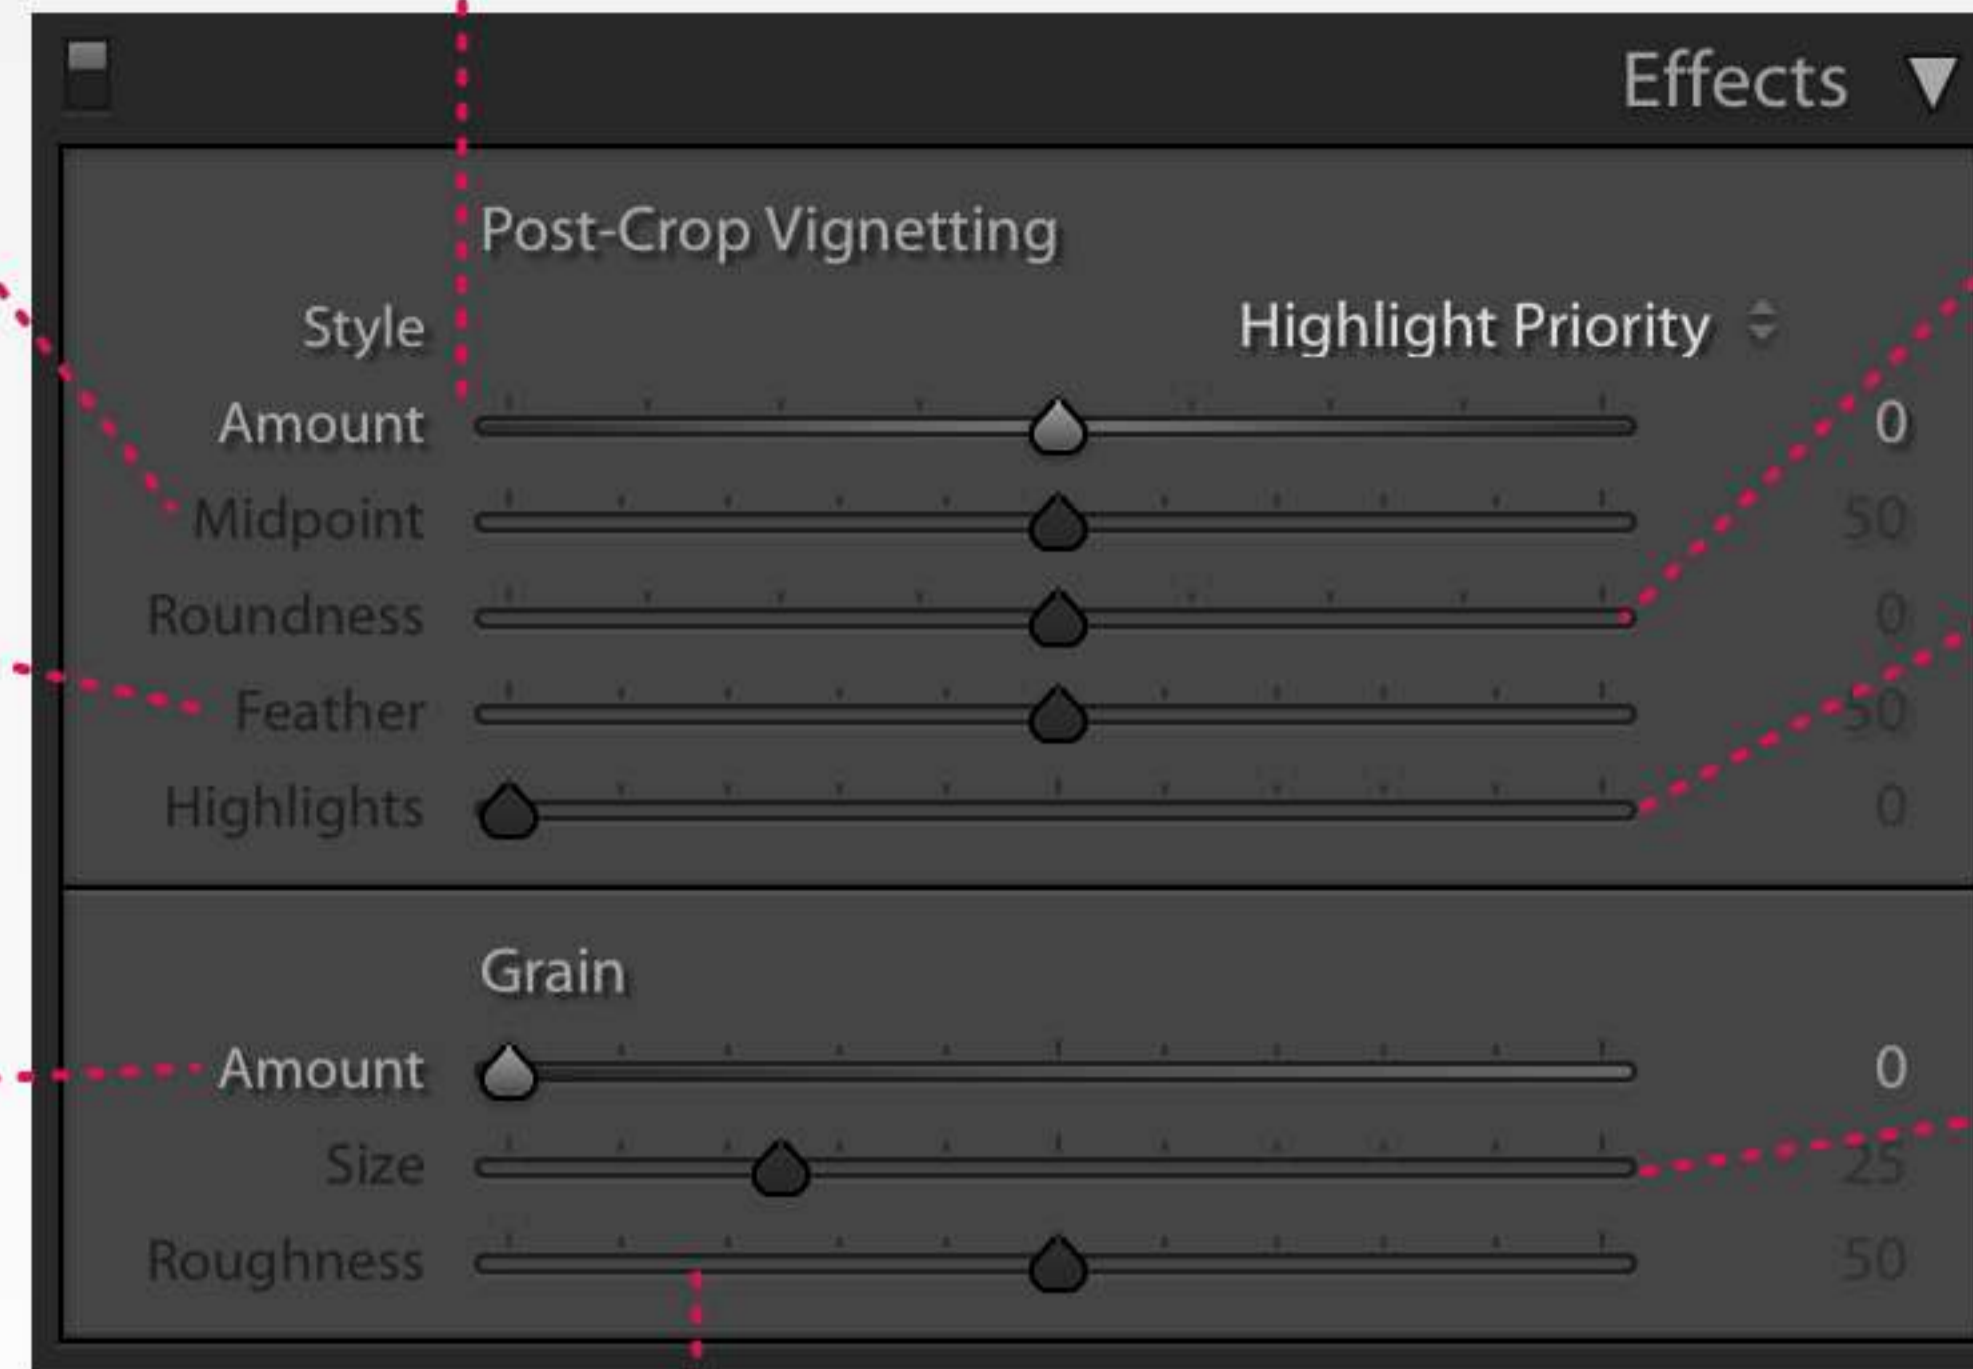 Effects
Post-Crop Vignetting
Style Highlight Priority
Amount 0
Midpoint 50
Roundness 0
Feather 50
Highlights 0
Grain
Amount 0
Size 25
Roughness 50